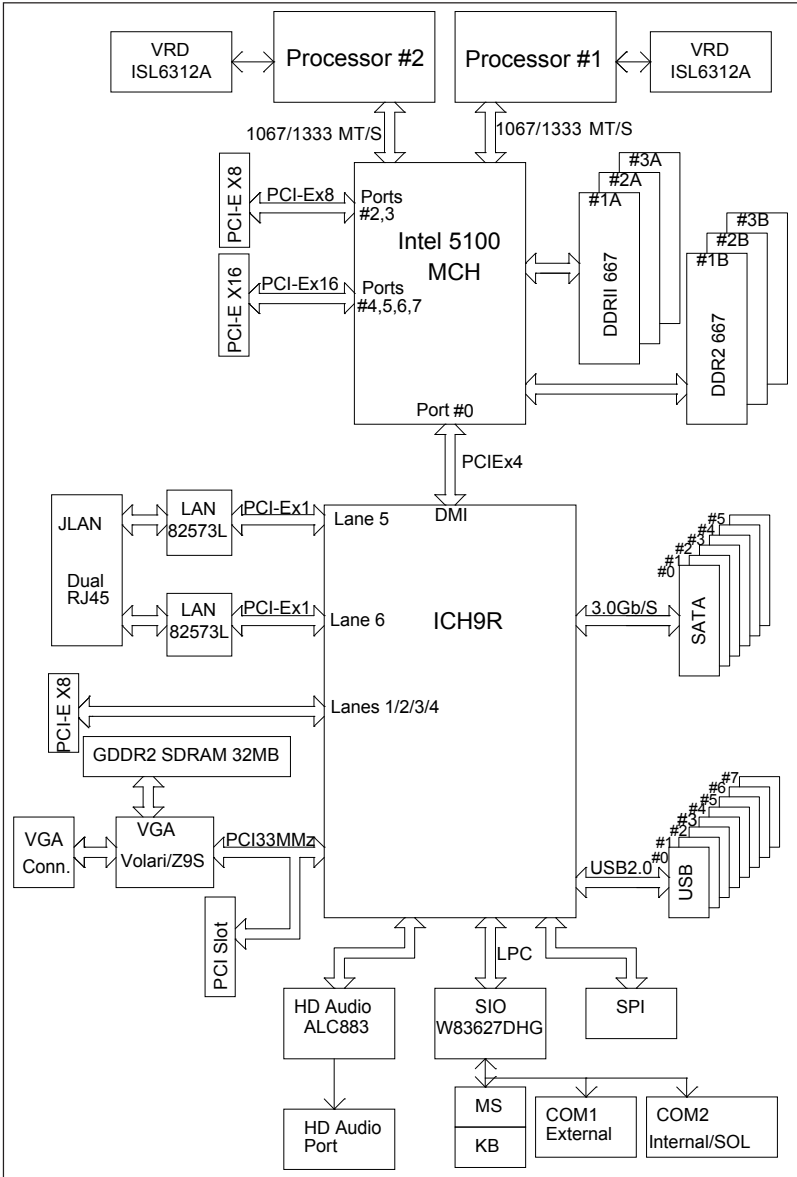 VRD
ISL6312A
Processor #2
Processor #1
VRD
ISL6312A
1067/1333 MT/S
1067/1333 MT/S
PCI-E X8
PCI-Ex8
Ports
#2,3
Intel 5100
MCH
PCI-E X16
PCI-Ex16
Ports
#4,5,6,7
#3A
#2A
#1A
DDRII 667
#3B
#2B
#1B
DDR2 667
Port #0
PCIEx4
DMI
JLAN
Dual
RJ45
LAN
82573L
PCI-Ex1
Lane 5
LAN
82573L
PCI-Ex1
Lane 6
ICH9R
3.0Gb/S
#5
#4
#3
#2
#1
#0
SATA
PCI-E X8
Lanes 1/2/3/4
GDDR2 SDRAM 32MB
VGA
Conn.
VGA
Volari/Z9S
PCI33MMz
PCI Slot
USB2.0
#7
#6
#5
#4
#3
#2
#1
#0
USB
LPC
HD Audio
ALC883
SIO
W83627DHG
SPI
HD Audio
Port
MS
KB
COM1
External
COM2
Internal/SOL